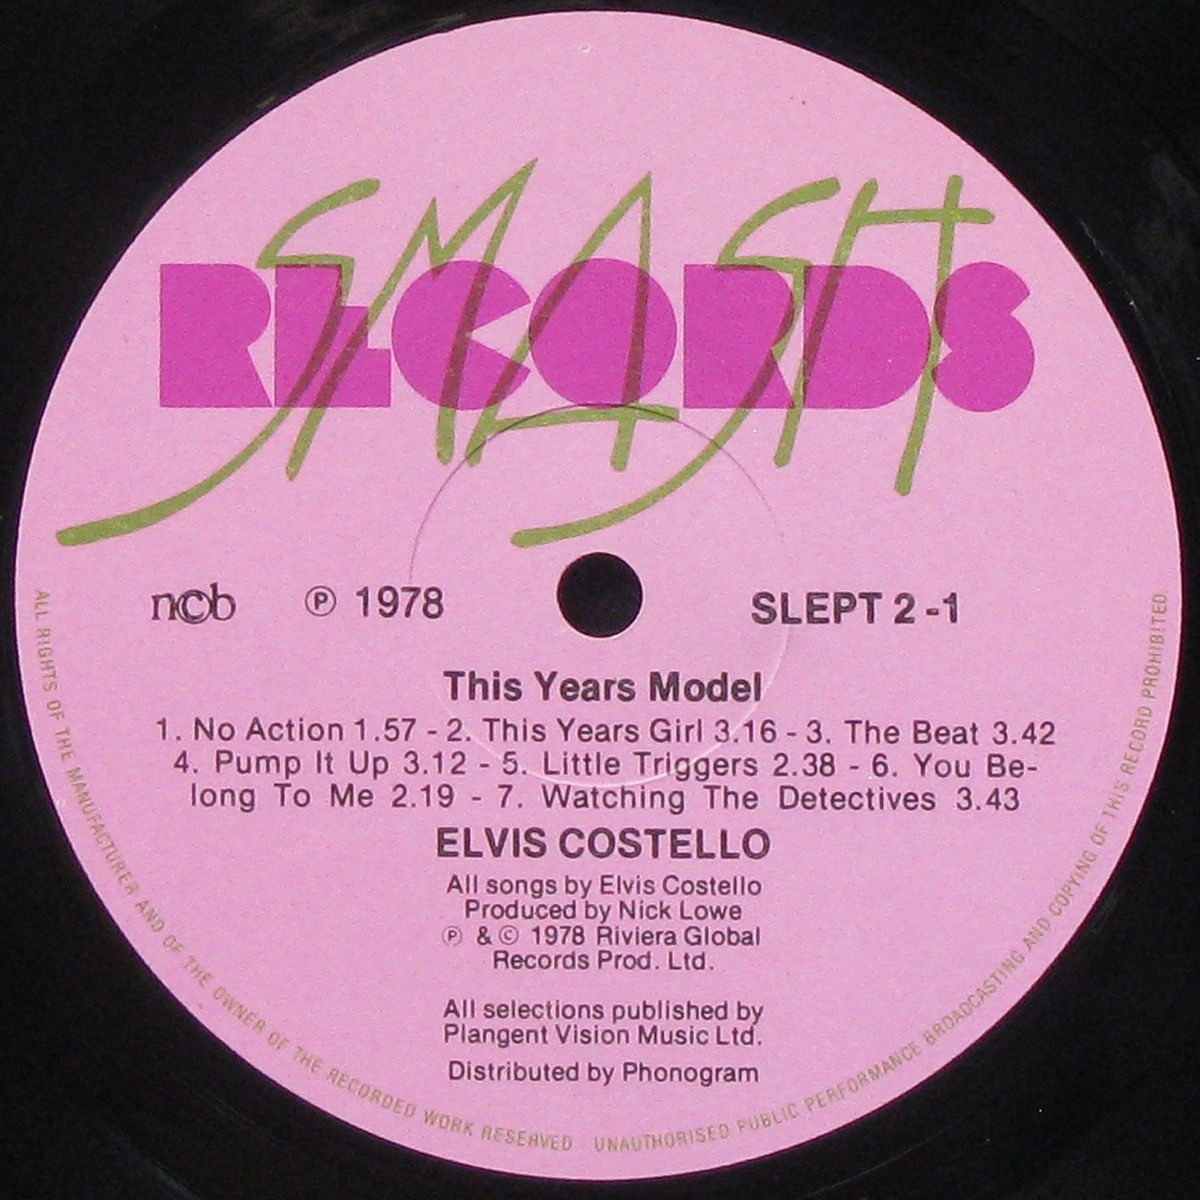 SMASH
RECORDS
ncb ℗ 1978 SLEPT 2 -1
This Years Model
1. No Action 1.57 - 2. This Years Girl 3.16 - 3. The Beat 3.42
4. Pump It Up 3.12 - 5. Little Triggers 2.38 - 6. You Be-
long To Me 2.19 - 7. Watching The Detectives 3.43
ELVIS COSTELLO
All songs by Elvis Costello
Produced by Nick Lowe
℗ & © 1978 Riviera Global
Records Prod. Ltd.
All selections published by
Plangent Vision Music Ltd.
Distributed by Phonogram
ALL RIGHTS OF THE MANUFACTURER AND OF THE OWNER OF THE RECORDED WORK RESERVED UNAUTHORISED PUBLIC PERFORMANCE BROADCASTING AND COPYING OF THIS RECORD PROHIBITED.